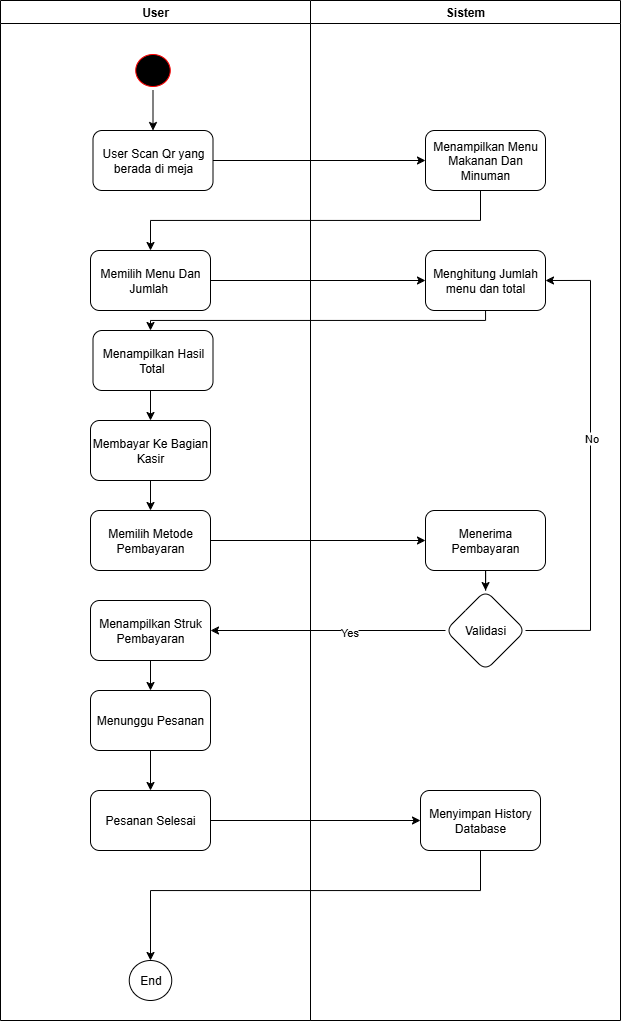 User
Sistem
User Scan Qr yang
berada di meja
Menampilkan Menu
Makanan Dan
Minuman
Memilih Menu Dan
Jumlah
Menghitung Jumlah
menu dan total
Menampilkan Hasil
Total
Membayar Ke Bagian
Kasir
No
Memilih Metode
Pembayaran
Menerima
Pembayaran
Menampilkan Struk
Pembayaran
Yes
Validasi
Menunggu Pesanan
Pesanan Selesai
Menyimpan History
Database
End